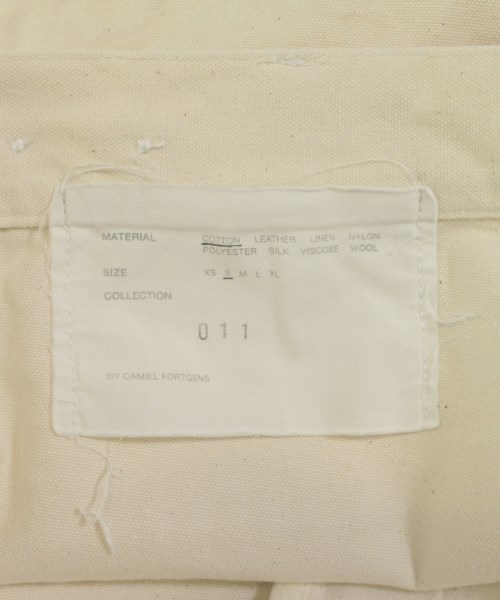 MATERIAL COTTON LEATHER LINEN NYLON
POLYESTER SILK VISCOSE WOOL
SIZE XS S M L XL
COLLECTION
011
BY CAMIEL FORTGENS